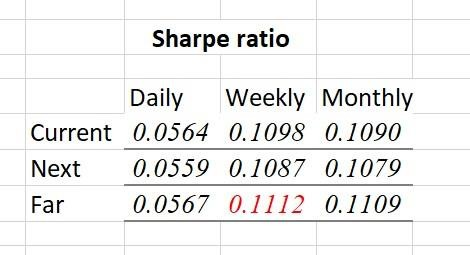 Sharpe ratio
Daily Weekly Monthly
Current 0.0564 0.1098 0.1090
Next 0.0559 0.1087 0.1079
Far 0.0567 0.1112 0.1109